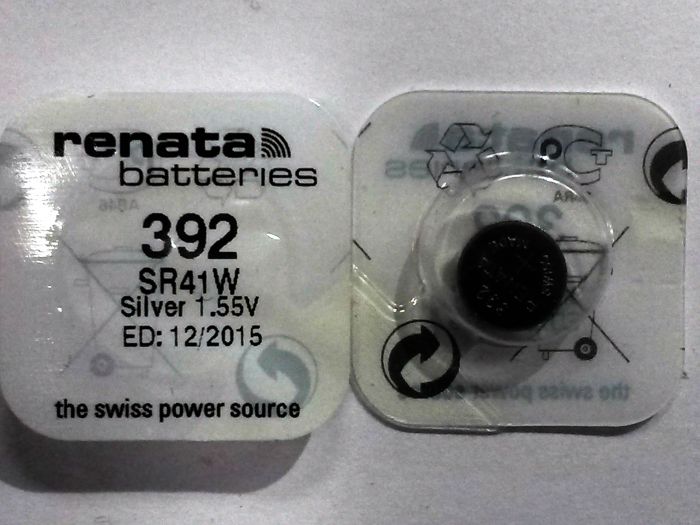 renata
batteries
392
SR41W
Silver 1.55V
ED: 12/2015
the swiss power source